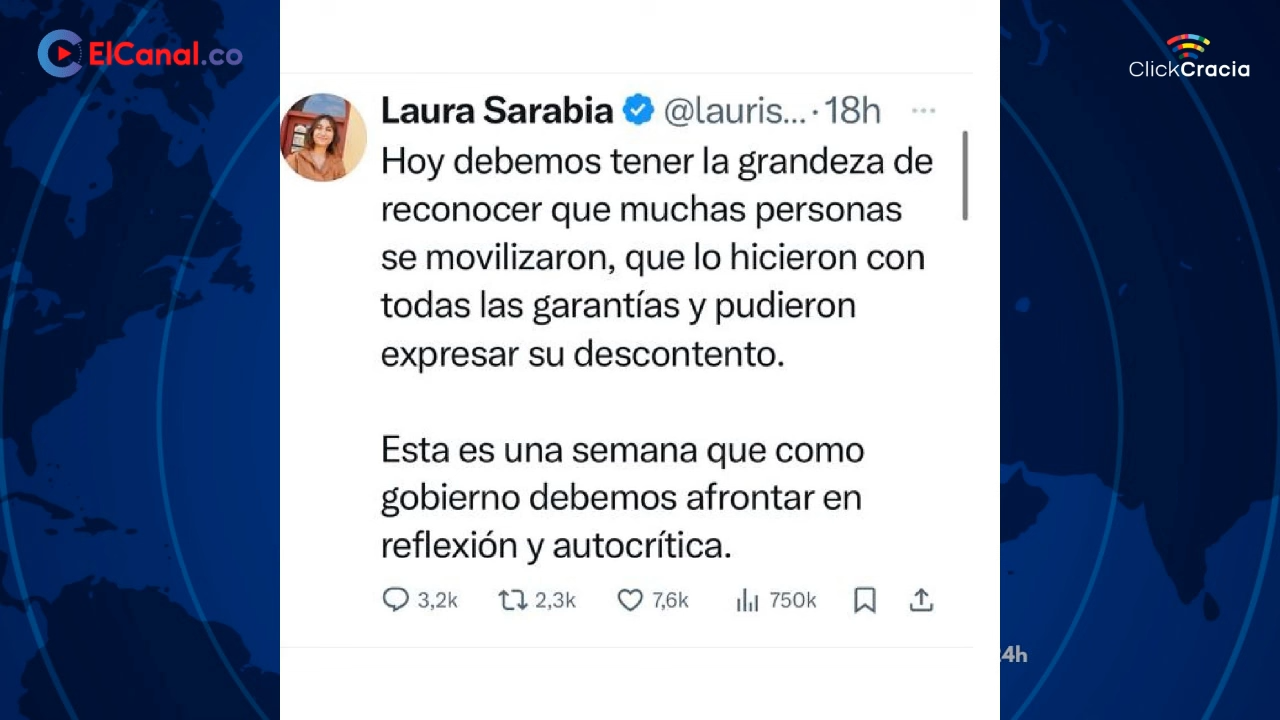 ElCanal.co
ClickCracia
Laura Sarabia @lauris... · 18h
Hoy debemos tener la grandeza de
reconocer que muchas personas
se movilizaron, que lo hicieron con
todas las garantías y pudieron
expresar su descontento.
Esta es una semana que como
gobierno debemos afrontar en
reflexión y autocrítica.
3,2k 2,3k 7,6k 750k
4h